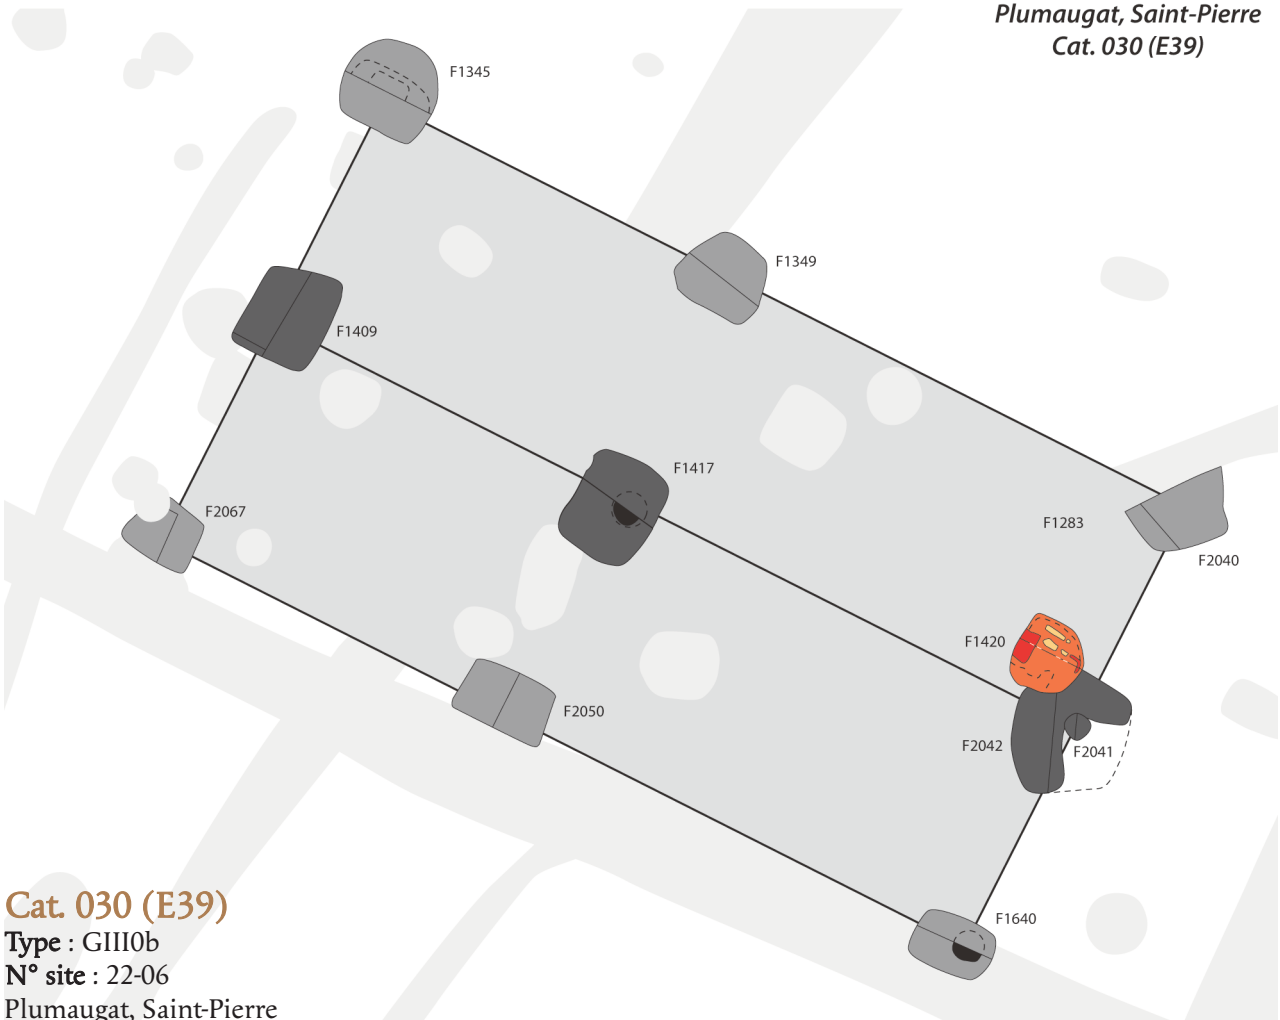 Plumaugat, Saint-Pierre
Cat. 030 (E39)
F1345
F1349
F1409
F1417
F2067
F1283
F2040
F1420
F2050
F2042
F2041
F1640
Cat. 030 (E39)
Type : GIII0b
N° site : 22-06
Plumaugat, Saint-Pierre